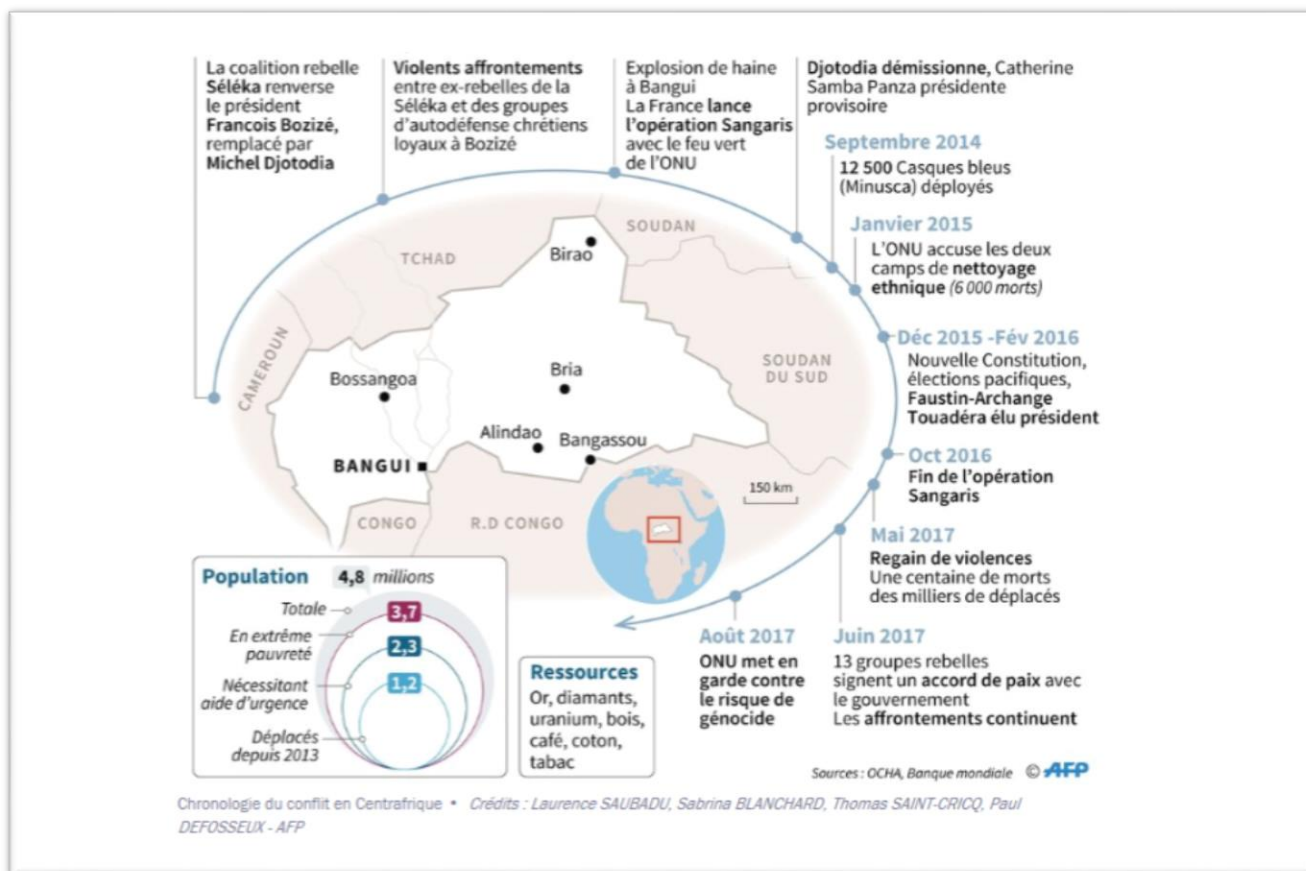 La coalition rebelle
Séléka renverse
le président
Francois Bozizé,
remplacé par
Michel Djotodia
Violents affrontements
entre ex-rebelles de la
Séléka et des groupes
d'autodéfense chrétiens
loyaux à Bozizé
Explosion de haine
à Bangui
La France lance
l'opération Sangaris
avec le feu vert
de l'ONU
Djotodia démissionne, Catherine
Samba Panza présidente
provisoire
Septembre 2014
12 500 Casques bleus
(Minusca) déployés
Janvier 2015
L'ONU accuse les deux
camps de nettoyage
ethnique (6 000 morts)
Déc 2015 -Fév 2016
Nouvelle Constitution,
élections pacifiques,
Faustin-Archange
Touadéra élu président
Oct 2016
Fin de l'opération
Sangaris
Mai 2017
Regain de violences
Une centaine de morts
des milliers de déplacés
Juin 2017
13 groupes rebelles
signent un accord de paix avec
le gouvernement
Les affrontements continuent
Août 2017
ONU met en
garde contre
le risque de
génocide
TCHAD
SOUDAN
Birao
CAMEROUN
SOUDAN
DU SUD
Bossangoa
Bria
Alindao
Bangassou
BANGUI
150 km
CONGO
R.D CONGO
Population
4,8 millions
Totale
3,7
En extrême
pauvreté
2,3
Nécessitant
aide d'urgence
1,2
Déplacés
depuis 2013
Ressources
Or, diamants,
uranium, bois,
café, coton,
tabac
Sources : OCHA, Banque mondiale © AFP
Chronologie du conflit en Centrafrique • Crédits : Laurence SAUBADU, Sabrina BLANCHARD, Thomas SAINT-CRICQ, Paul
DEFOSSEUX - AFP